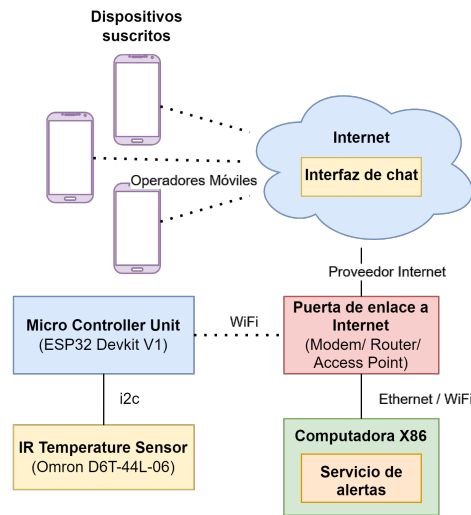 Dispositivos
suscritos
Internet
Interfaz de chat
Operadores Móviles
Proveedor Internet
Micro Controller Unit
(ESP32 Devkit V1)
WiFi
Puerta de enlace a
Internet
(Modem/ Router/
Access Point)
i2c
Ethernet / WiFi
IR Temperature Sensor
(Omron D6T-44L-06)
Computadora X86
Servicio de
alertas